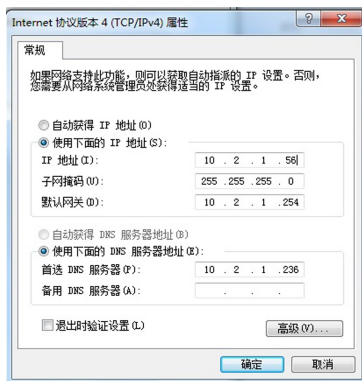 Internet 协议版本 4 (TCP/IPv4) 属性
常规
如果网络支持此功能，则可以获取自动指派的 IP 设置。否则，
您需要从网络系统管理员处获得适当的 IP 设置。
自动获得 IP 地址(O)
使用下面的 IP 地址(S):
IP 地址(I): 10 . 2 . 1 . 56
子网掩码(U): 255 .255 .255 . 0
默认网关(D): 10 . 2 . 1 .254
自动获得 DNS 服务器地址(B)
使用下面的 DNS 服务器地址(E):
首选 DNS 服务器(P): 10 . 2 . 1 .236
备用 DNS 服务器(A): . . .
退出时验证设置(L)
高级(V)...
确定 取消